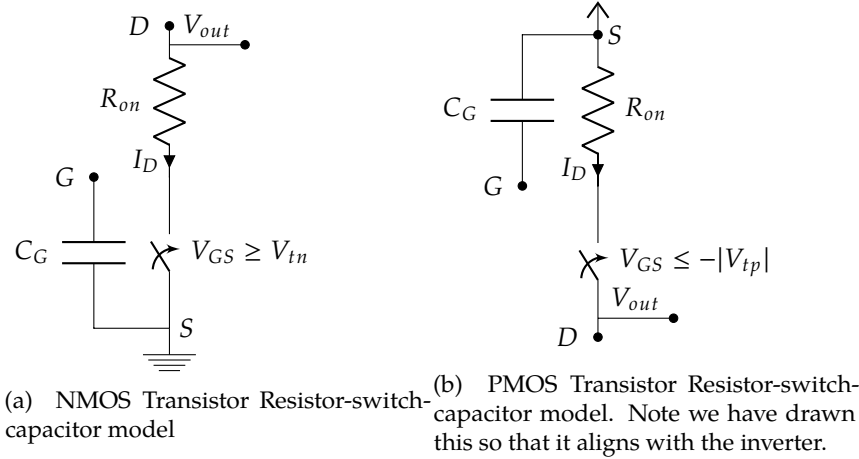 D
V_out
R_on
I_D
G
C_G
V_GS ≥ V_tn
S
(a) NMOS Transistor Resistor-switch-
capacitor model
S
C_G
R_on
G
I_D
V_GS ≤ −|V_tp|
V_out
D
(b) PMOS Transistor Resistor-switch-
capacitor model. Note we have drawn
this so that it aligns with the inverter.